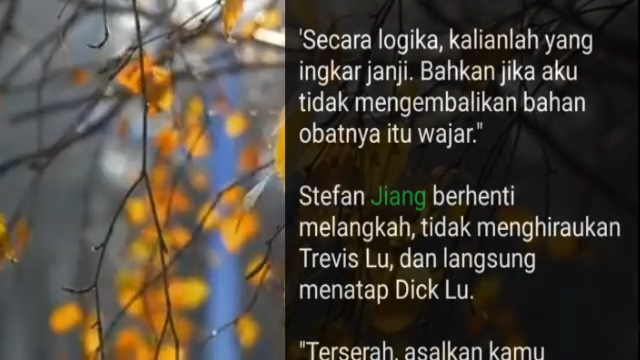 'Secara logika, kalianlah yang
ingkar janji. Bahkan jika aku
tidak mengembalikan bahan
obatnya itu wajar."
Stefan Jiang berhenti
melangkah, tidak menghiraukan
Trevis Lu, dan langsung
menatap Dick Lu.
"Terserah, asalkan kamu